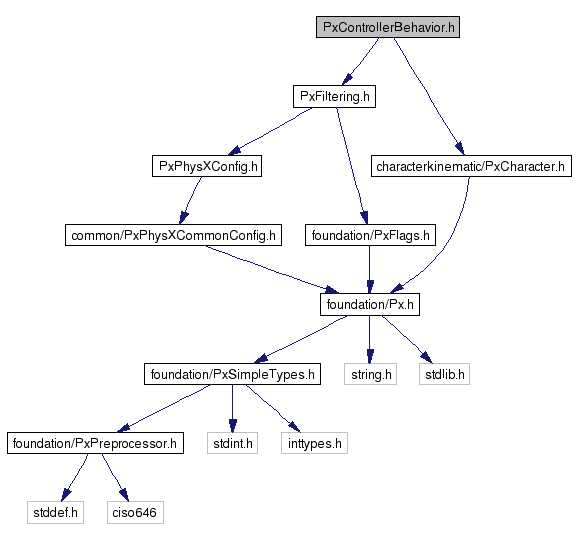 PxControllerBehavior.h
PxFiltering.h
PxPhysXConfig.h
characterkinematic/PxCharacter.h
common/PxPhysXCommonConfig.h
foundation/PxFlags.h
foundation/Px.h
foundation/PxSimpleTypes.h
string.h
stdlib.h
foundation/PxPreprocessor.h
stdint.h
inttypes.h
stddef.h
ciso646